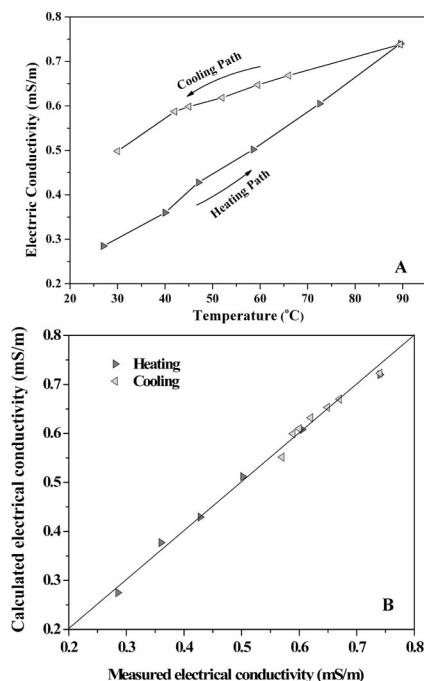 0.8
0.7
0.6
0.5
0.4
0.3
0.2
Electrric Conductivity (mS/m)
Cooling Path
Heating Path
A
20 30 40 50 60 70 80 90 100
Temperature (°C)
0.8
0.7
0.6
0.5
0.4
0.3
0.2
Calculated electrical conductivity (mS/m)
Heating
Cooling
B
0.2 0.3 0.4 0.5 0.6 0.7 0.8
Measured electrical conductivity (mS/m)